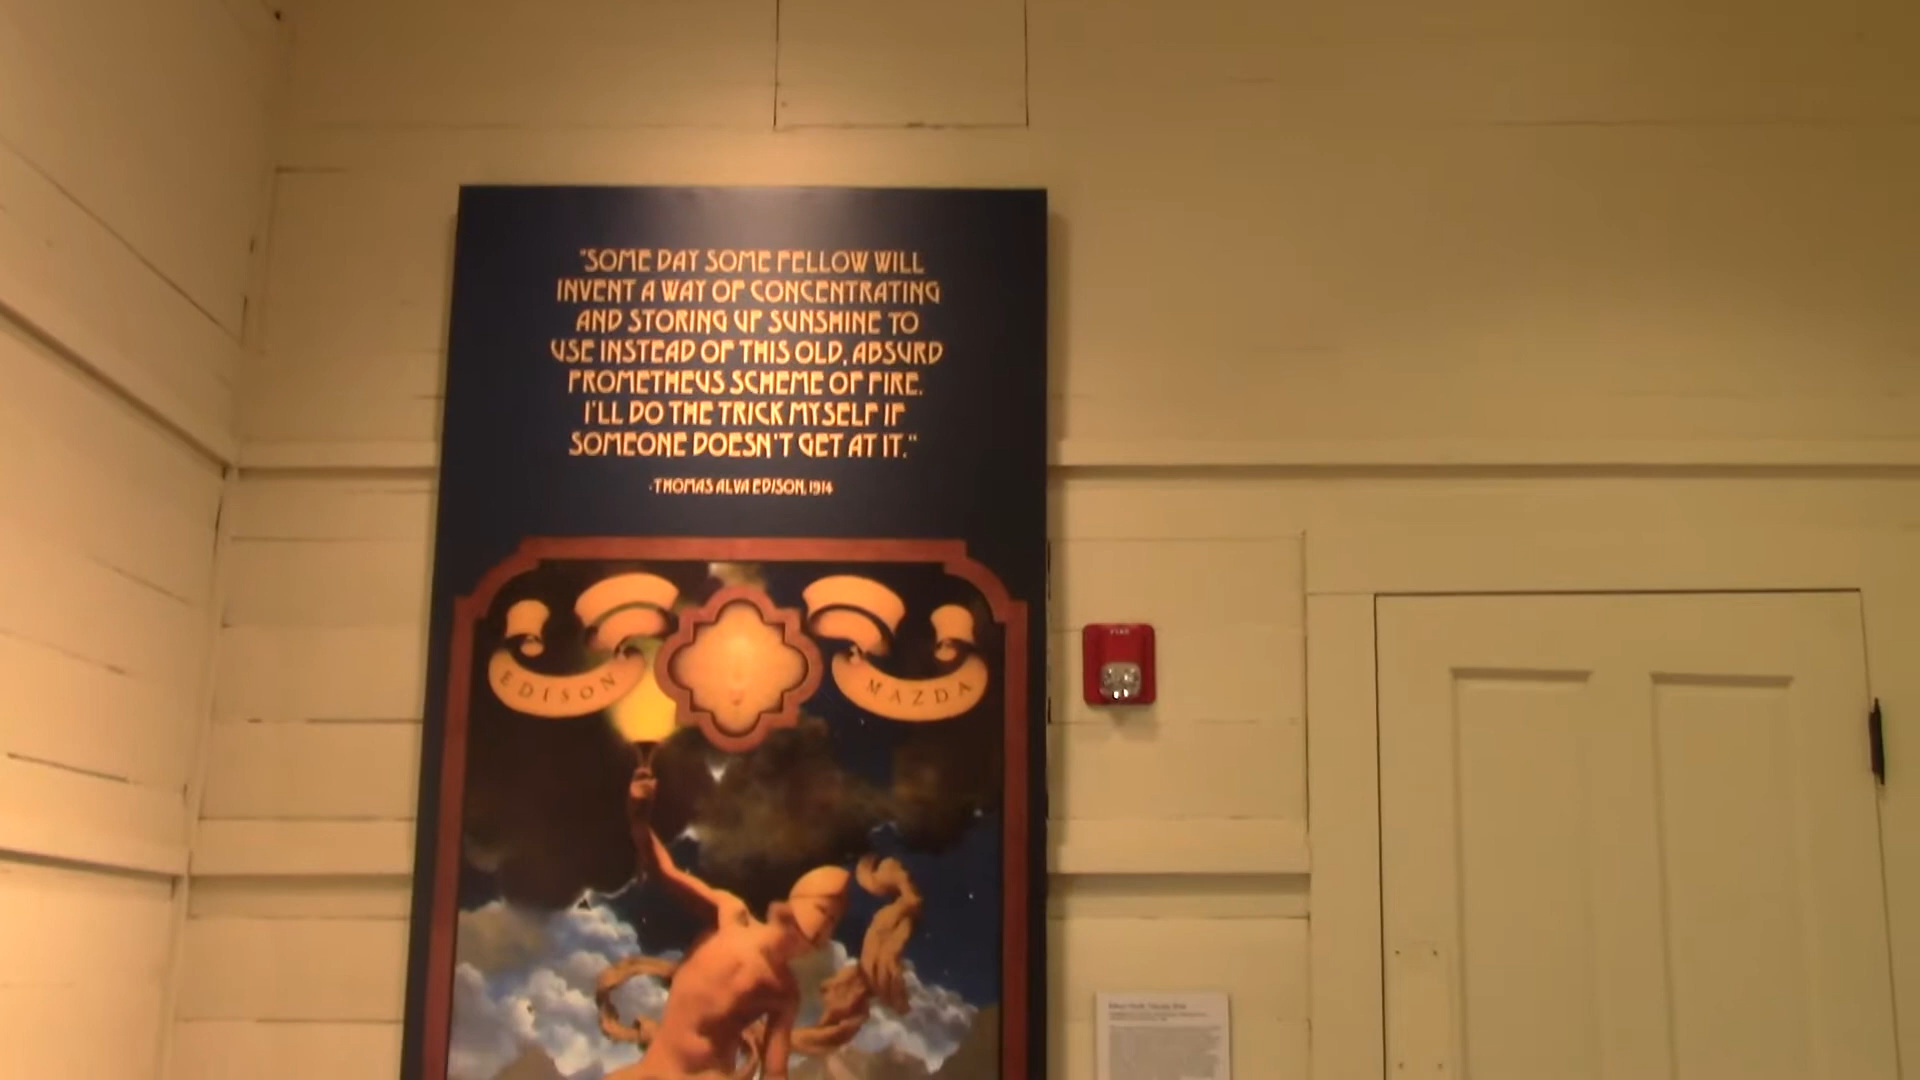 "SOME DAY SOME FELLOW WILL
INVENT A WAY OF CONCENTRATING
AND STORING UP SUNSHINE TO
USE INSTEAD OF THIS OLD, ABSURD
PROMETHEUS SCHEME OF FIRE.
I'LL DO THE TRICK MYSELF IF
SOMEONE DOESN'T GET AT IT."
-THOMAS ALVA EDISON, 1914
EDISON
MAZDA
FIRE